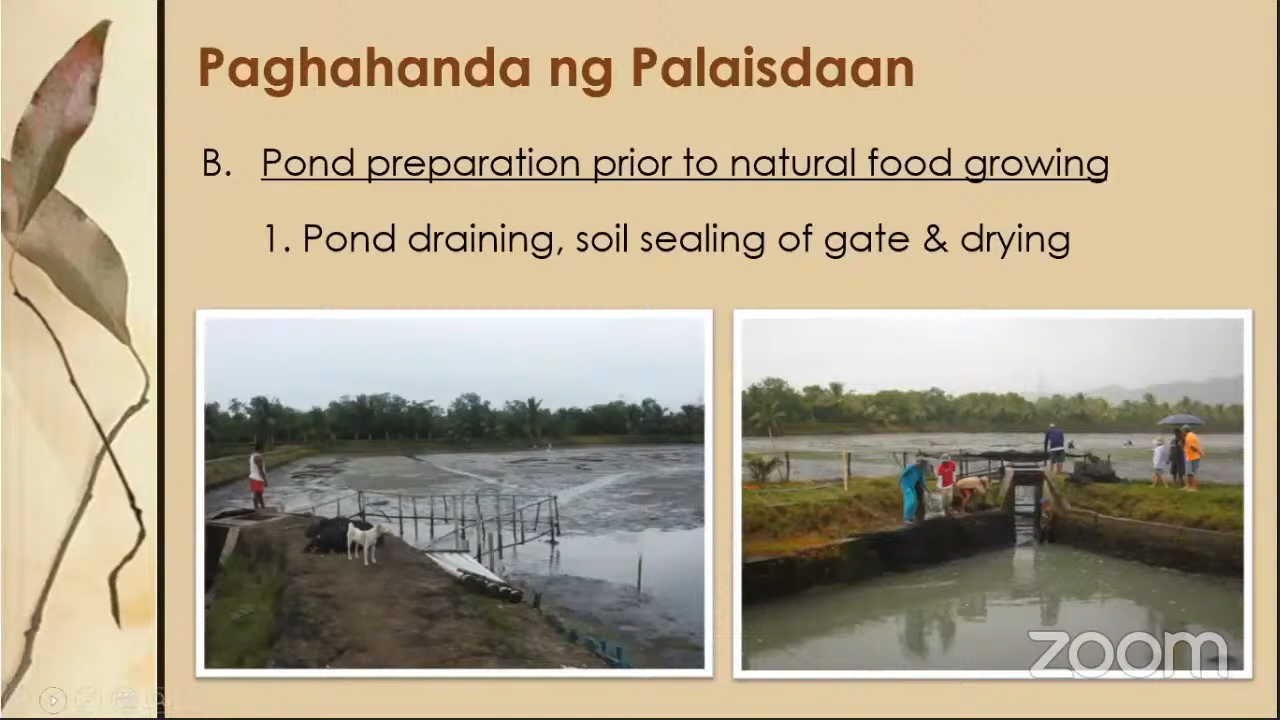 Paghahanda ng Palaisdaan
B. Pond preparation prior to natural food growing
1. Pond draining, soil sealing of gate & drying
zoom